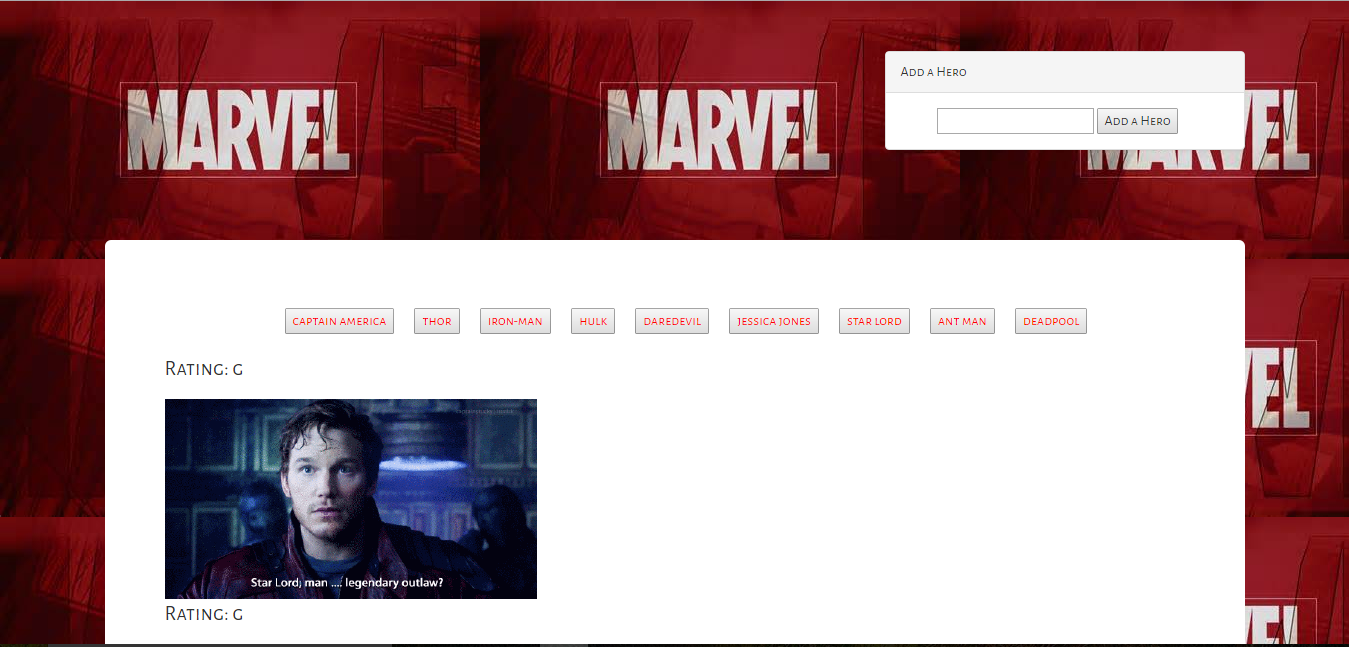 MARVEL
MARVEL
MARVEL
Add a Hero
Add a Hero
CAPTAIN AMERICA THOR IRON-MAN HULK DAREDEVIL JESSICA JONES STAR LORD ANT MAN DEADPOOL
Rating: g
Star Lord, man .... legendary outlaw?
Rating: g